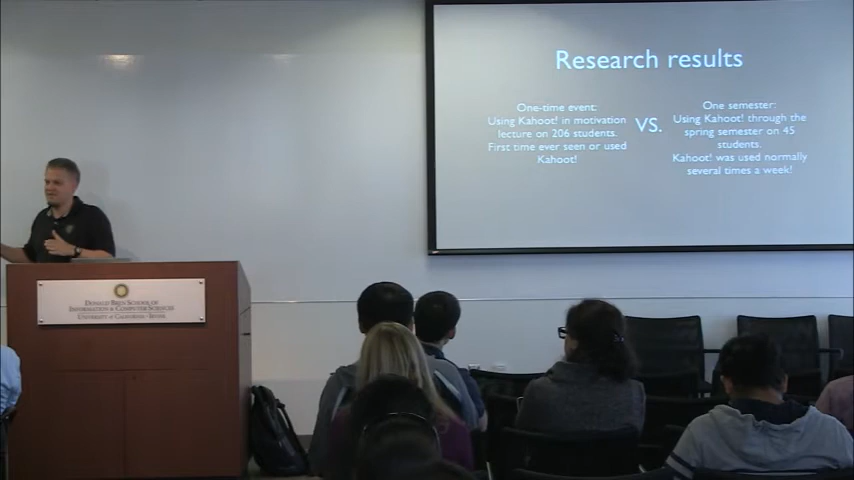 Research results
One-time event:
Using Kahoot! in motivation
lecture on 206 students.
First time ever seen or used
Kahoot!
VS.
One semester:
Using Kahoot! through the
spring semester on 45
students.
Kahoot! was used normally
several times a week!
Donald Bren School of
Information & Computer Sciences
University of California / Irvine